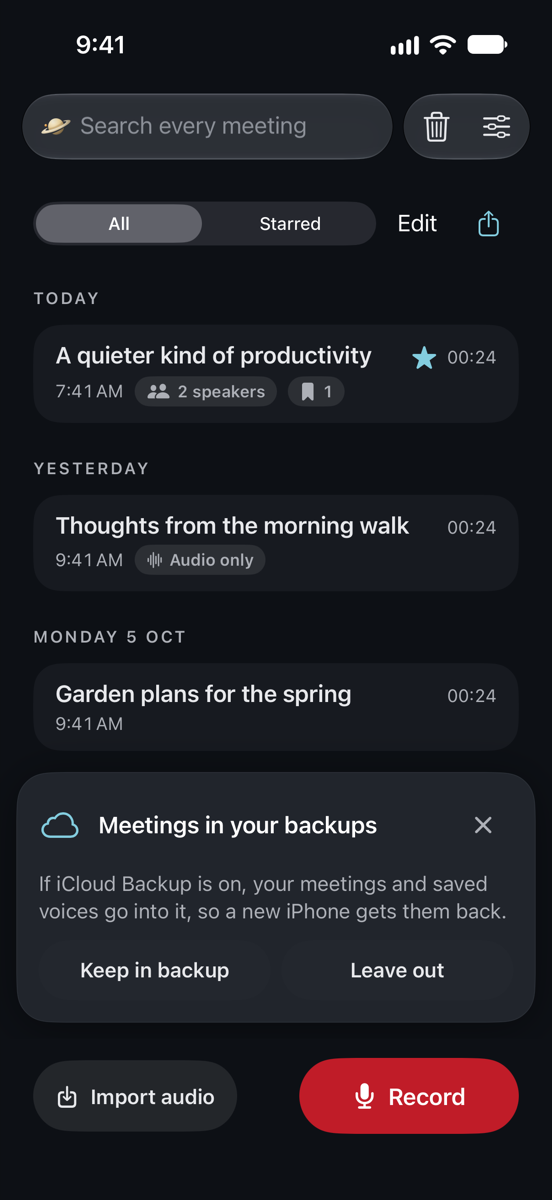 9:41
Search every meeting
All
Starred
Edit
TODAY
A quieter kind of productivity
00:24
7:41 AM
2 speakers
1
YESTERDAY
Thoughts from the morning walk
00:24
9:41 AM
Audio only
MONDAY 5 OCT
Garden plans for the spring
00:24
9:41 AM
Meetings in your backups
If iCloud Backup is on, your meetings and saved
voices go into it, so a new iPhone gets them back.
Keep in backup
Leave out
Import audio
Record